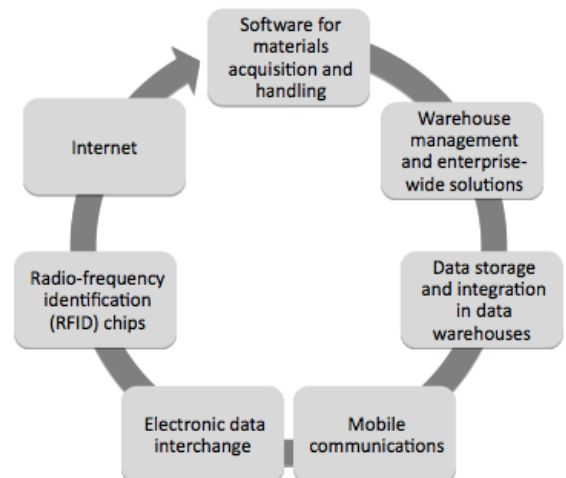 Software for
materials
acquisition and
handling
Warehouse
management
and enterprise-
wide solutions
Data storage
and integration
in data
warehouses
Mobile
communications
Electronic data
interchange
Radio-frequency
identification
(RFID) chips
Internet